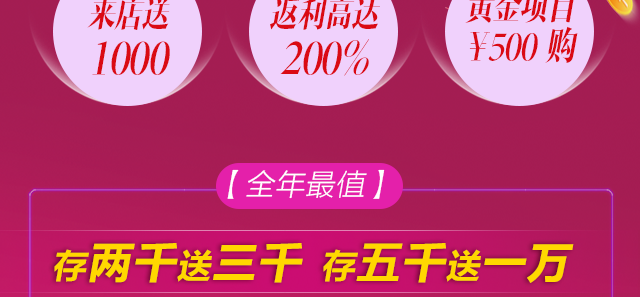 来店送
1000
返利高达
200%
黄金项目
¥500 购
【全年最值】
存两千送三千 存五千送一万